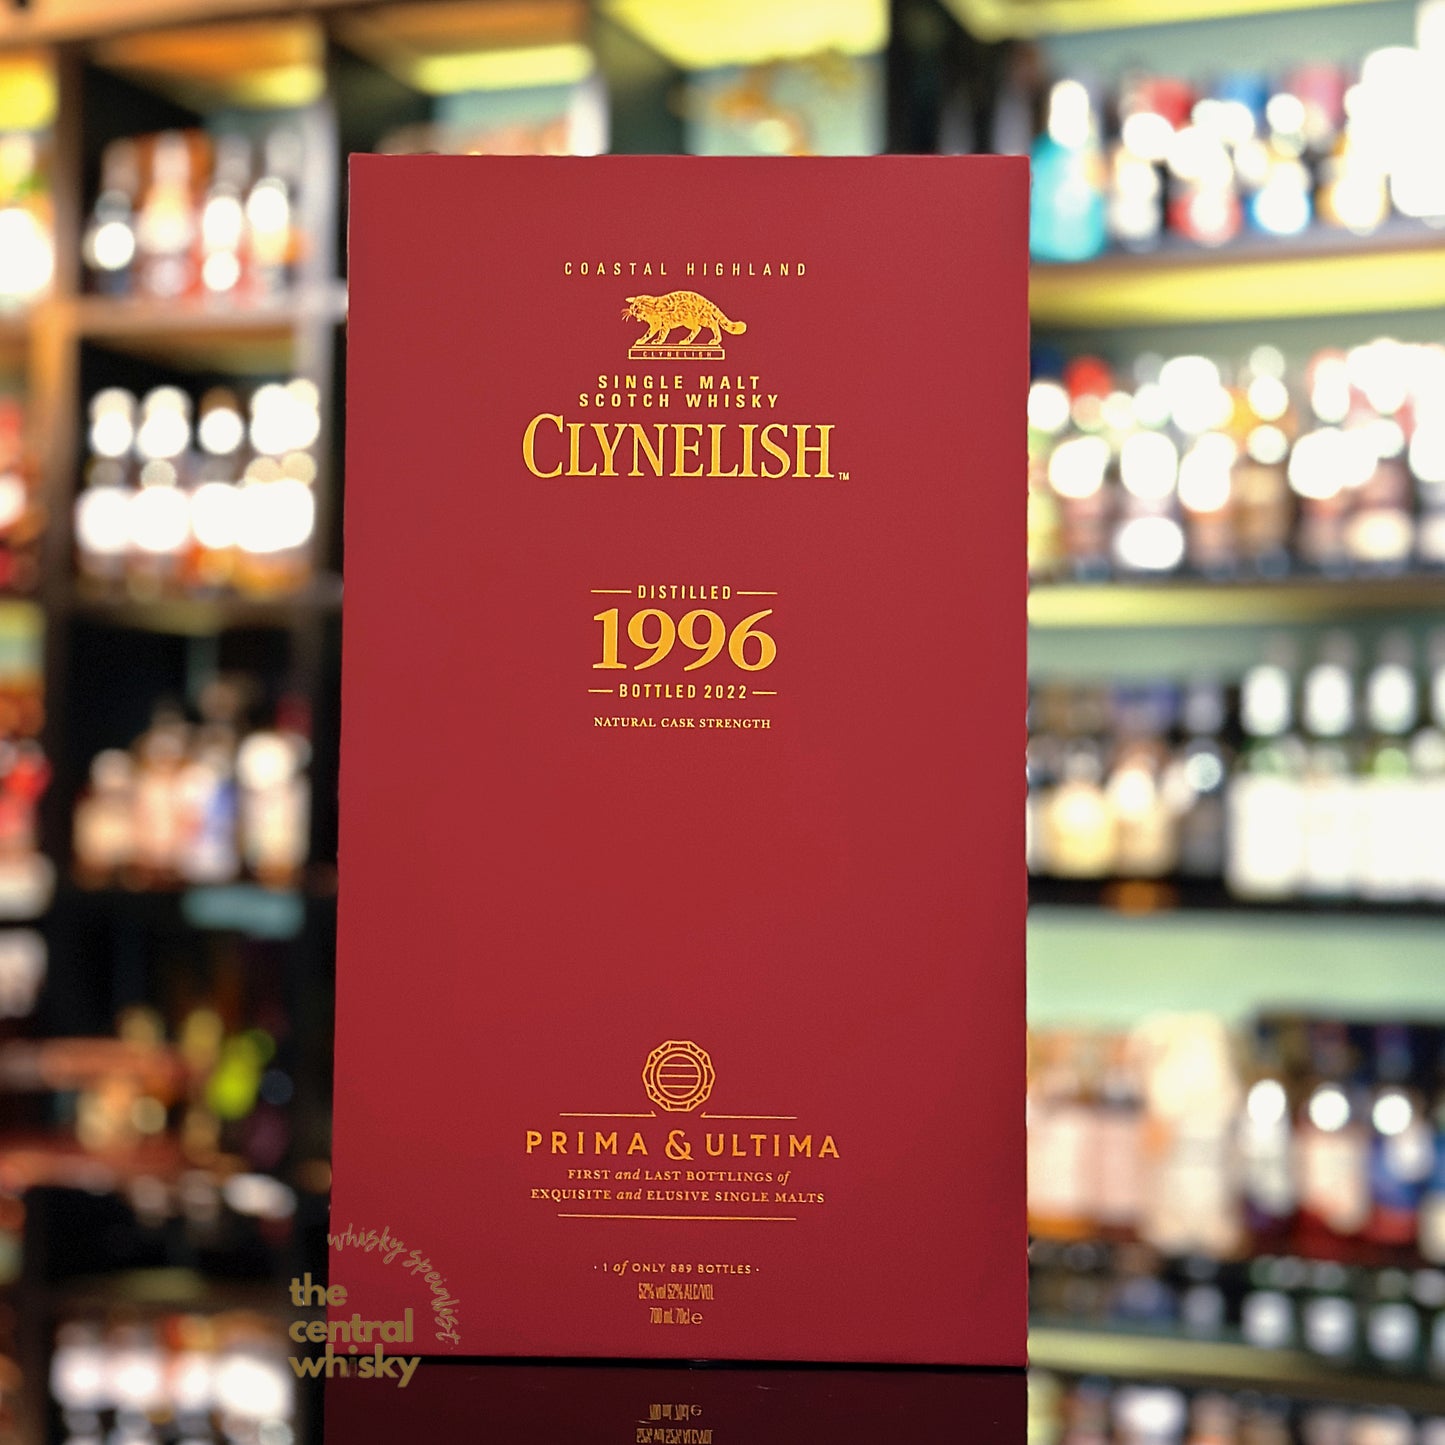 COASTAL HIGHLAND
CLYNELISH
SINGLE MALT
SCOTCH WHISKY
CLYNELISH™
DISTILLED
1996
BOTTLED 2022
NATURAL CASK STRENGTH
PRIMA & ULTIMA
FIRST and LAST BOTTLINGS of
EXQUISITE and ELUSIVE SINGLE MALTS
· 1 of ONLY 889 BOTTLES ·
52% vol 52% ALC/VOL
700 mL 70cl ℮
whisky speinlist
the
central
whisky